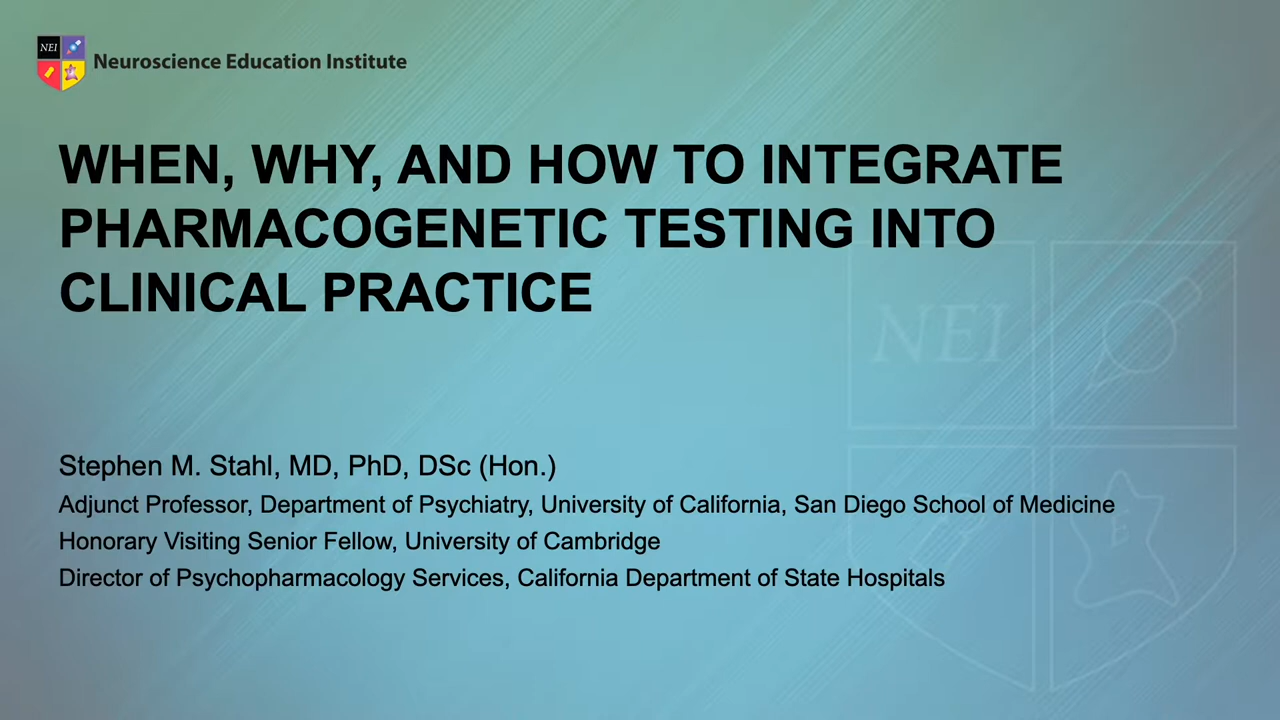 NEI
Neuroscience Education Institute
WHEN, WHY, AND HOW TO INTEGRATE
PHARMACOGENETIC TESTING INTO
CLINICAL PRACTICE
NEI
Stephen M. Stahl, MD, PhD, DSc (Hon.)
Adjunct Professor, Department of Psychiatry, University of California, San Diego School of Medicine
Honorary Visiting Senior Fellow, University of Cambridge
Director of Psychopharmacology Services, California Department of State Hospitals